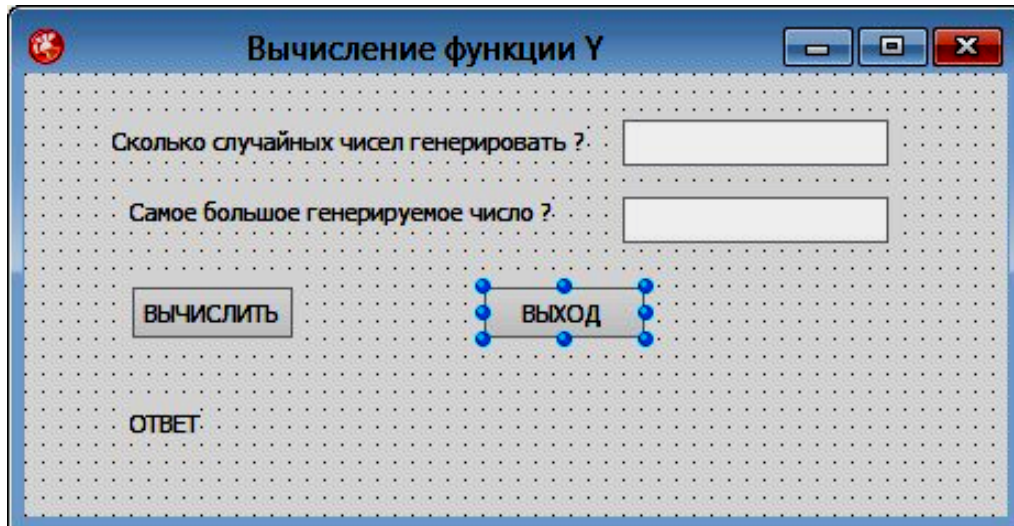 Вычисление функции Y
Сколько случайных чисел генерировать ?
Самое большое генерируемое число ?
ВЫЧИСЛИТЬ ВЫХОД
ОТВЕТ